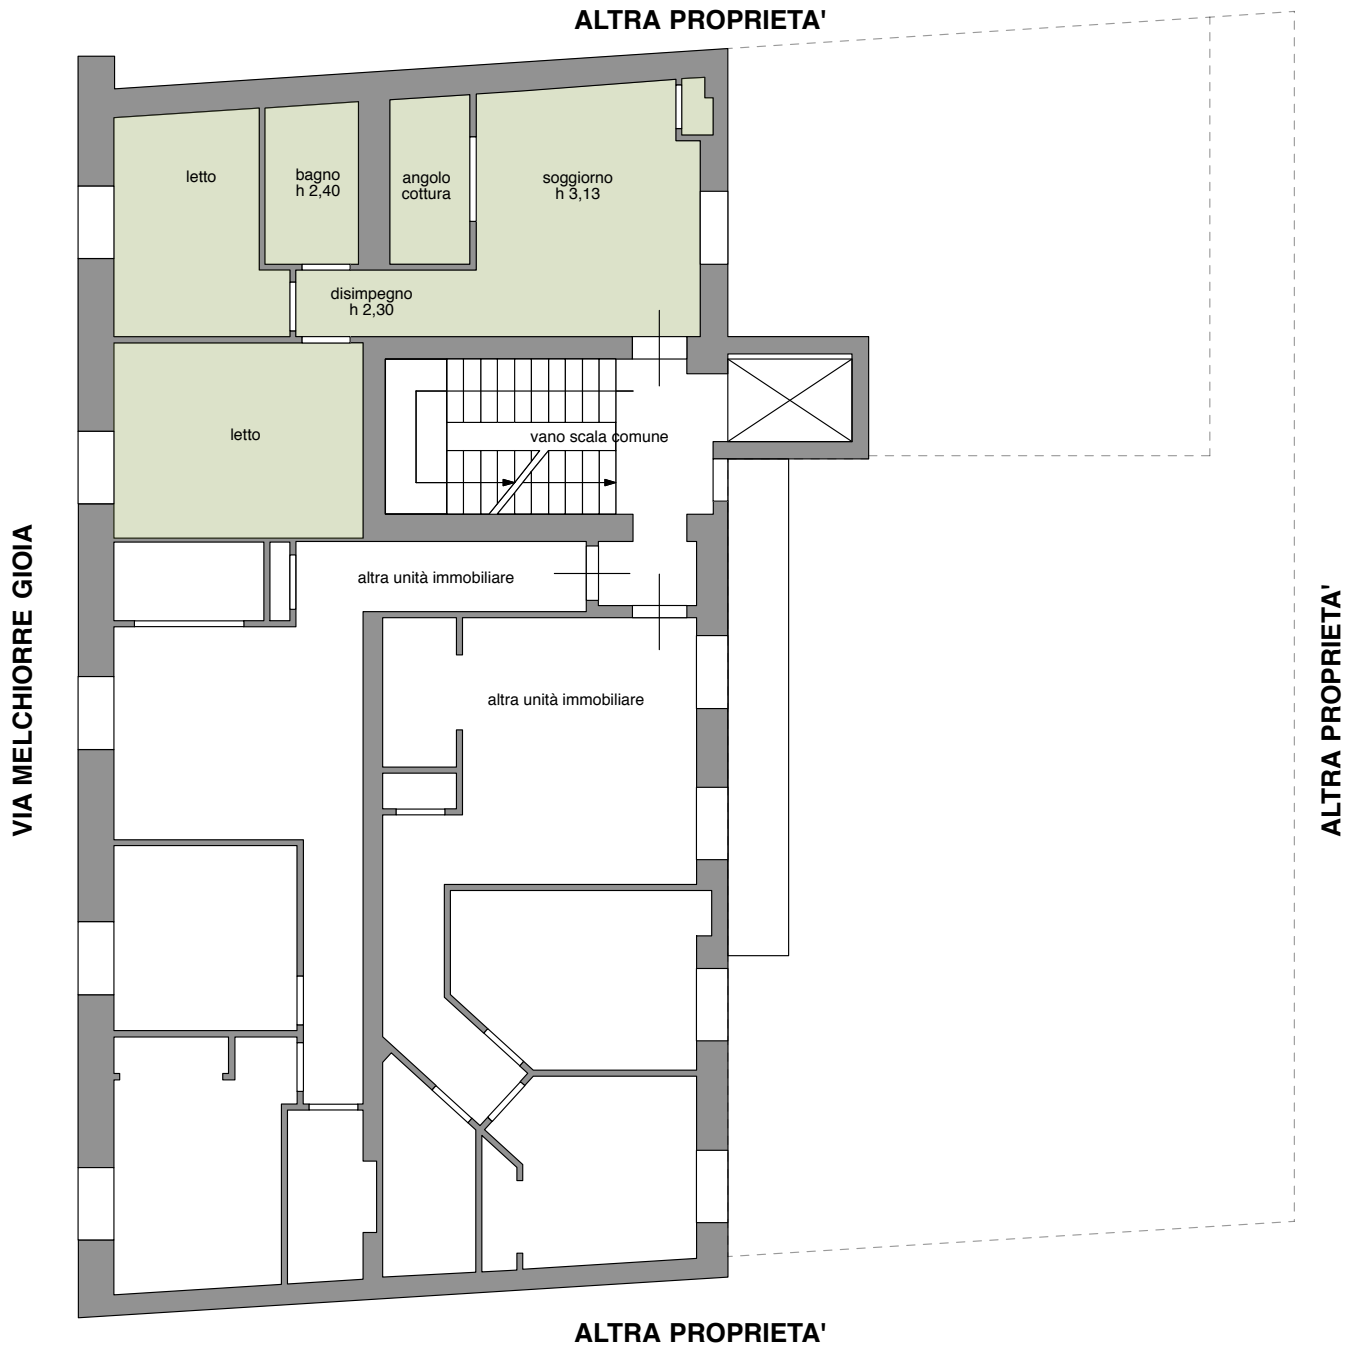 ALTRA PROPRIETA'
letto
bagno
h 2,40
angolo
cottura
soggiorno
h 3,13
disimpegno
h 2,30
letto
vano scala comune
altra unità immobiliare
altra unità immobiliare
VIA MELCHIORRE GIOIA
ALTRA PROPRIETA'
ALTRA PROPRIETA'